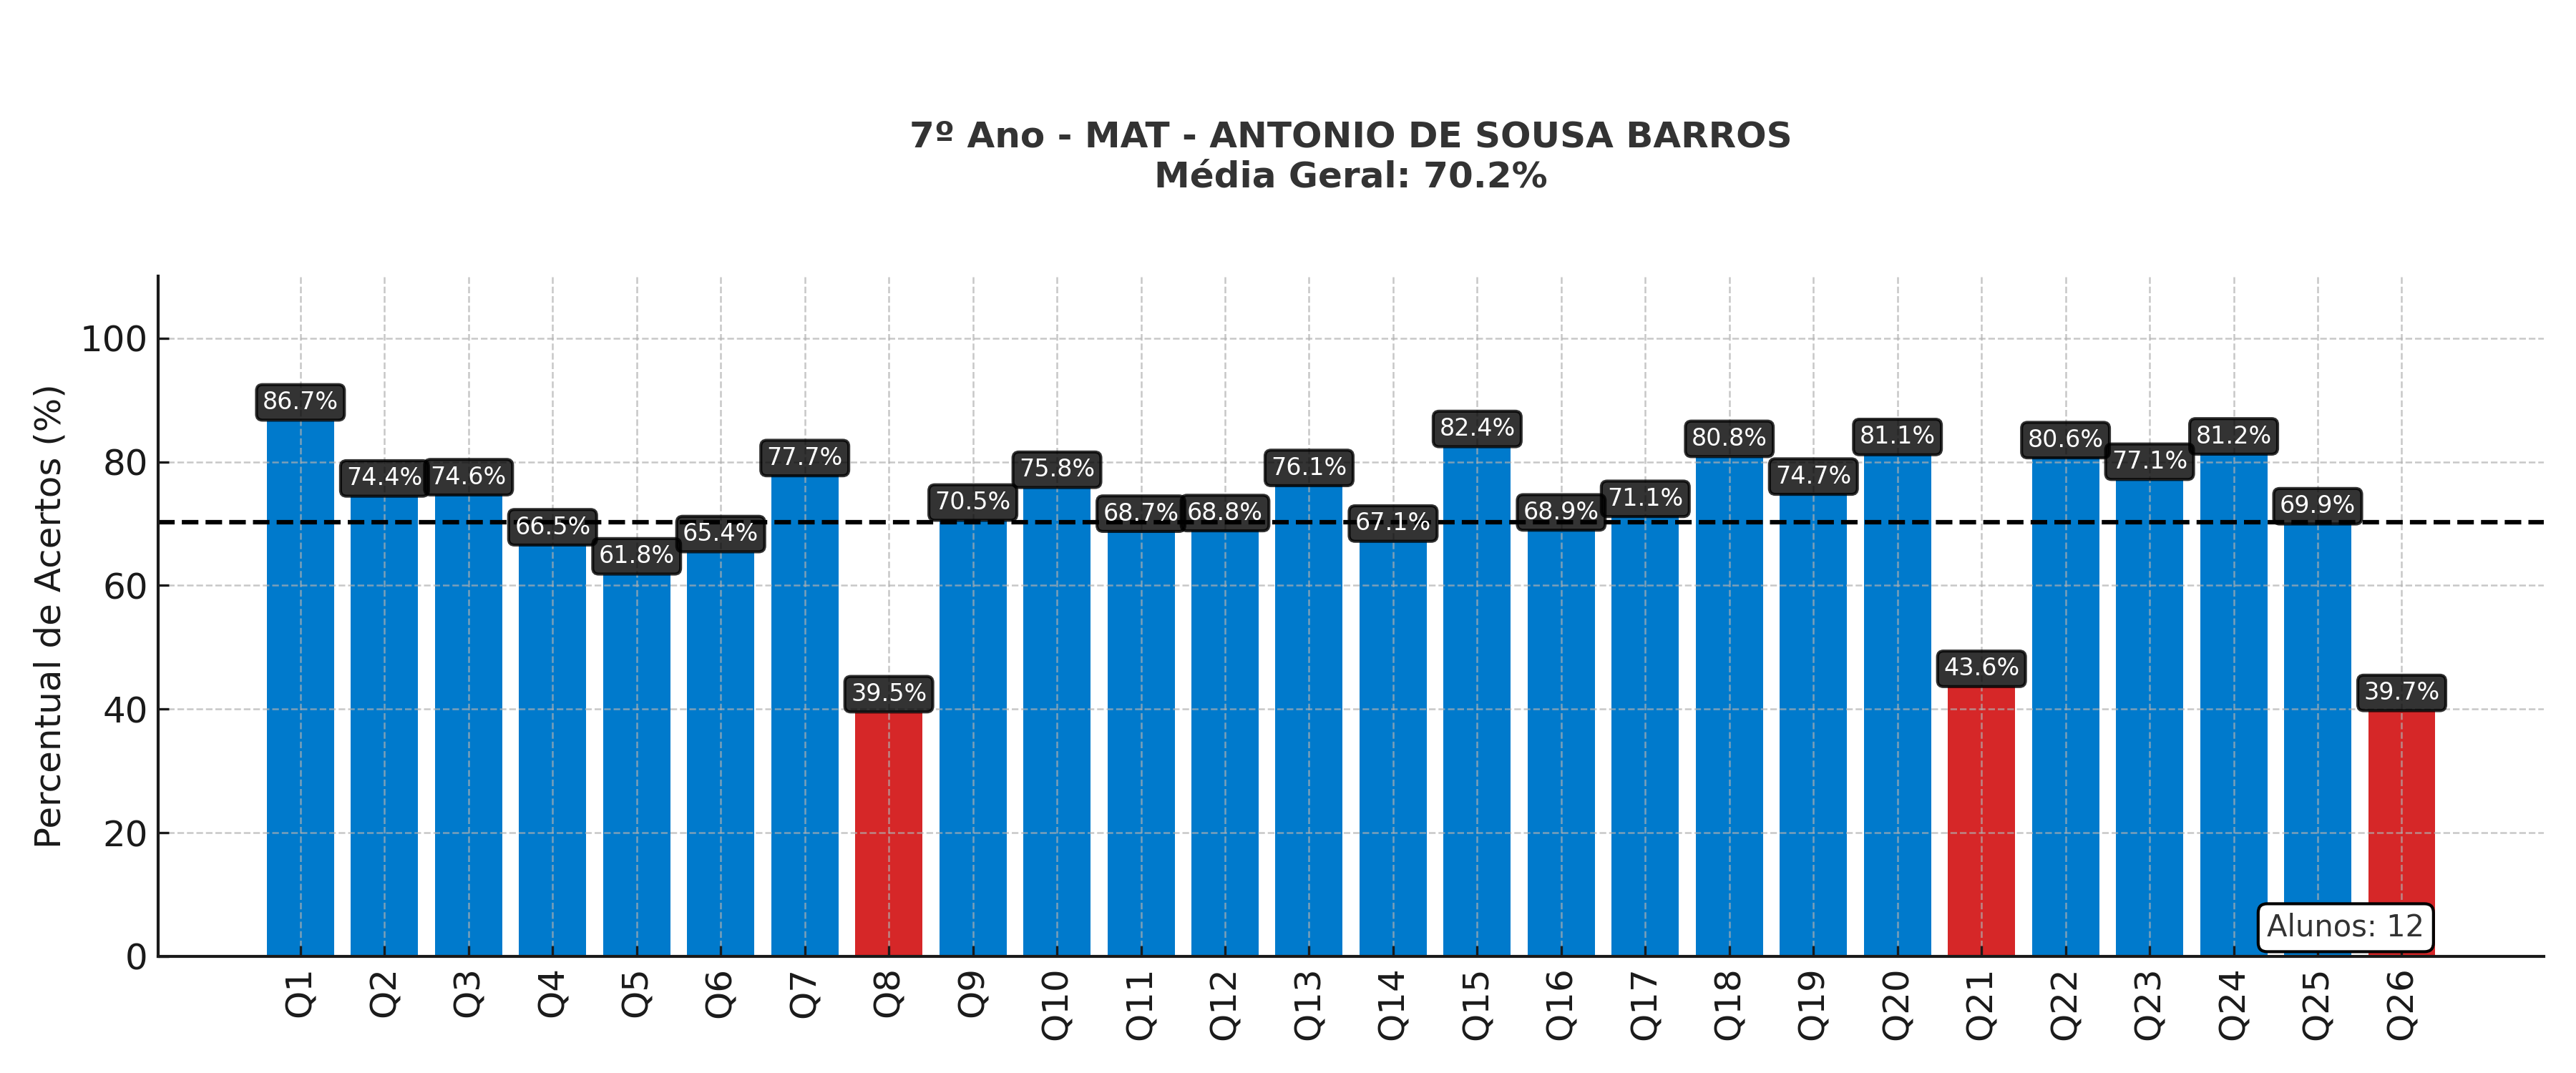 7º Ano - MAT - ANTONIO DE SOUSA BARROS
Média Geral: 70.2%
Percentual de Acertos (%)
100
80
60
40
20
0
86.7%
74.4%
74.6%
66.5%
61.8%
65.4%
77.7%
39.5%
70.5%
75.8%
68.7%
68.8%
76.1%
67.1%
82.4%
68.9%
71.1%
80.8%
74.7%
81.1%
43.6%
80.6%
77.1%
81.2%
69.9%
39.7%
Alunos: 12
Q1
Q2
Q3
Q4
Q5
Q6
Q7
Q8
Q9
Q10
Q11
Q12
Q13
Q14
Q15
Q16
Q17
Q18
Q19
Q20
Q21
Q22
Q23
Q24
Q25
Q26